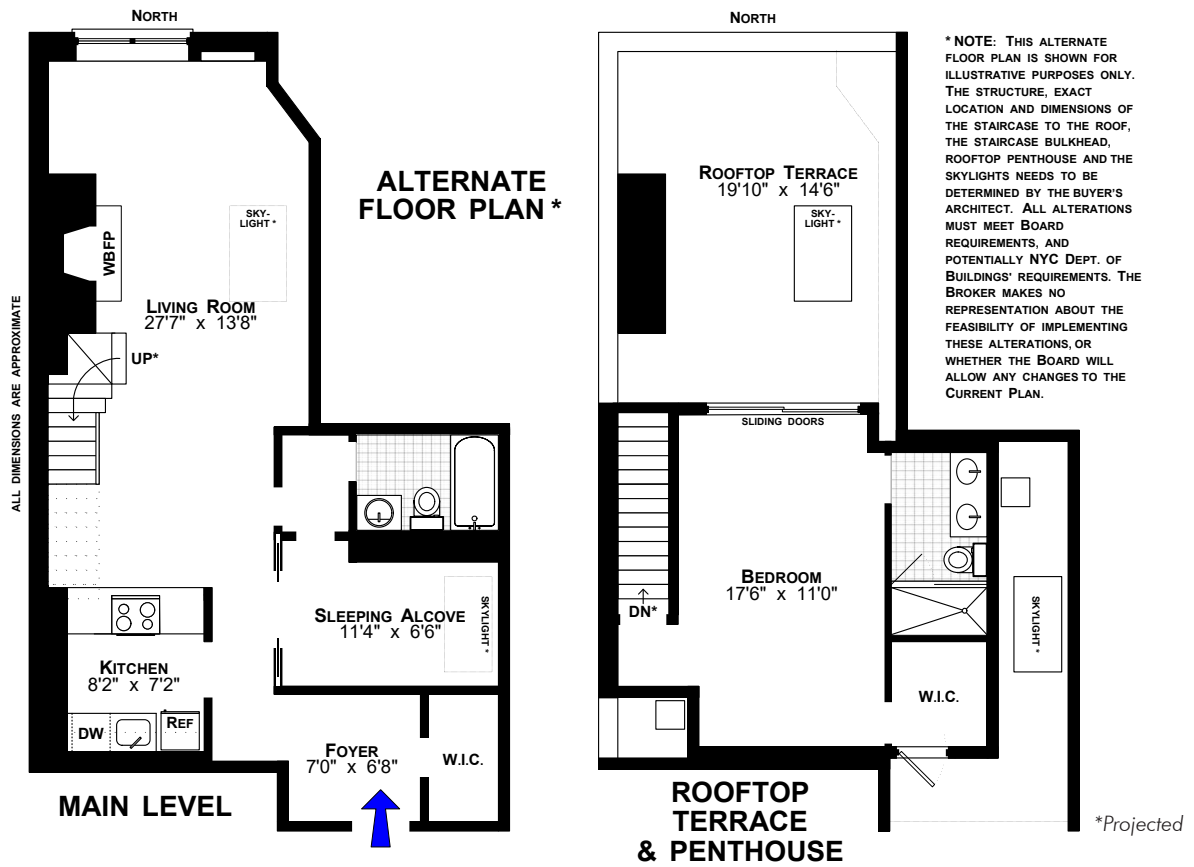 NORTH
ALTERNATE
FLOOR PLAN *
SKY-
LIGHT *
WBFP
LIVING ROOM
27'7" x 13'8"
UP*
ALL DIMENSIONS ARE APPROXIMATE
SLEEPING ALCOVE
11'4" x 6'6"
SKYLIGHT *
KITCHEN
8'2" x 7'2"
DW
REF
FOYER
7'0" x 6'8"
W.I.C.
MAIN LEVEL
NORTH
ROOFTOP TERRACE
19'10" x 14'6"
SKY-
LIGHT *
SLIDING DOORS
BEDROOM
17'6" x 11'0"
DN*
SKYLIGHT *
W.I.C.
ROOFTOP
TERRACE
& PENTHOUSE
* NOTE: THIS ALTERNATE
FLOOR PLAN IS SHOWN FOR
ILLUSTRATIVE PURPOSES ONLY.
THE STRUCTURE, EXACT
LOCATION AND DIMENSIONS OF
THE STAIRCASE TO THE ROOF,
THE STAIRCASE BULKHEAD,
ROOFTOP PENTHOUSE AND THE
SKYLIGHTS NEEDS TO BE
DETERMINED BY THE BUYER'S
ARCHITECT. ALL ALTERATIONS
MUST MEET BOARD
REQUIREMENTS, AND
POTENTIALLY NYC DEPT. OF
BUILDINGS' REQUIREMENTS. THE
BROKER MAKES NO
REPRESENTATION ABOUT THE
FEASIBILITY OF IMPLEMENTING
THESE ALTERATIONS, OR
WHETHER THE BOARD WILL
ALLOW ANY CHANGES TO THE
CURRENT PLAN.
*Projected